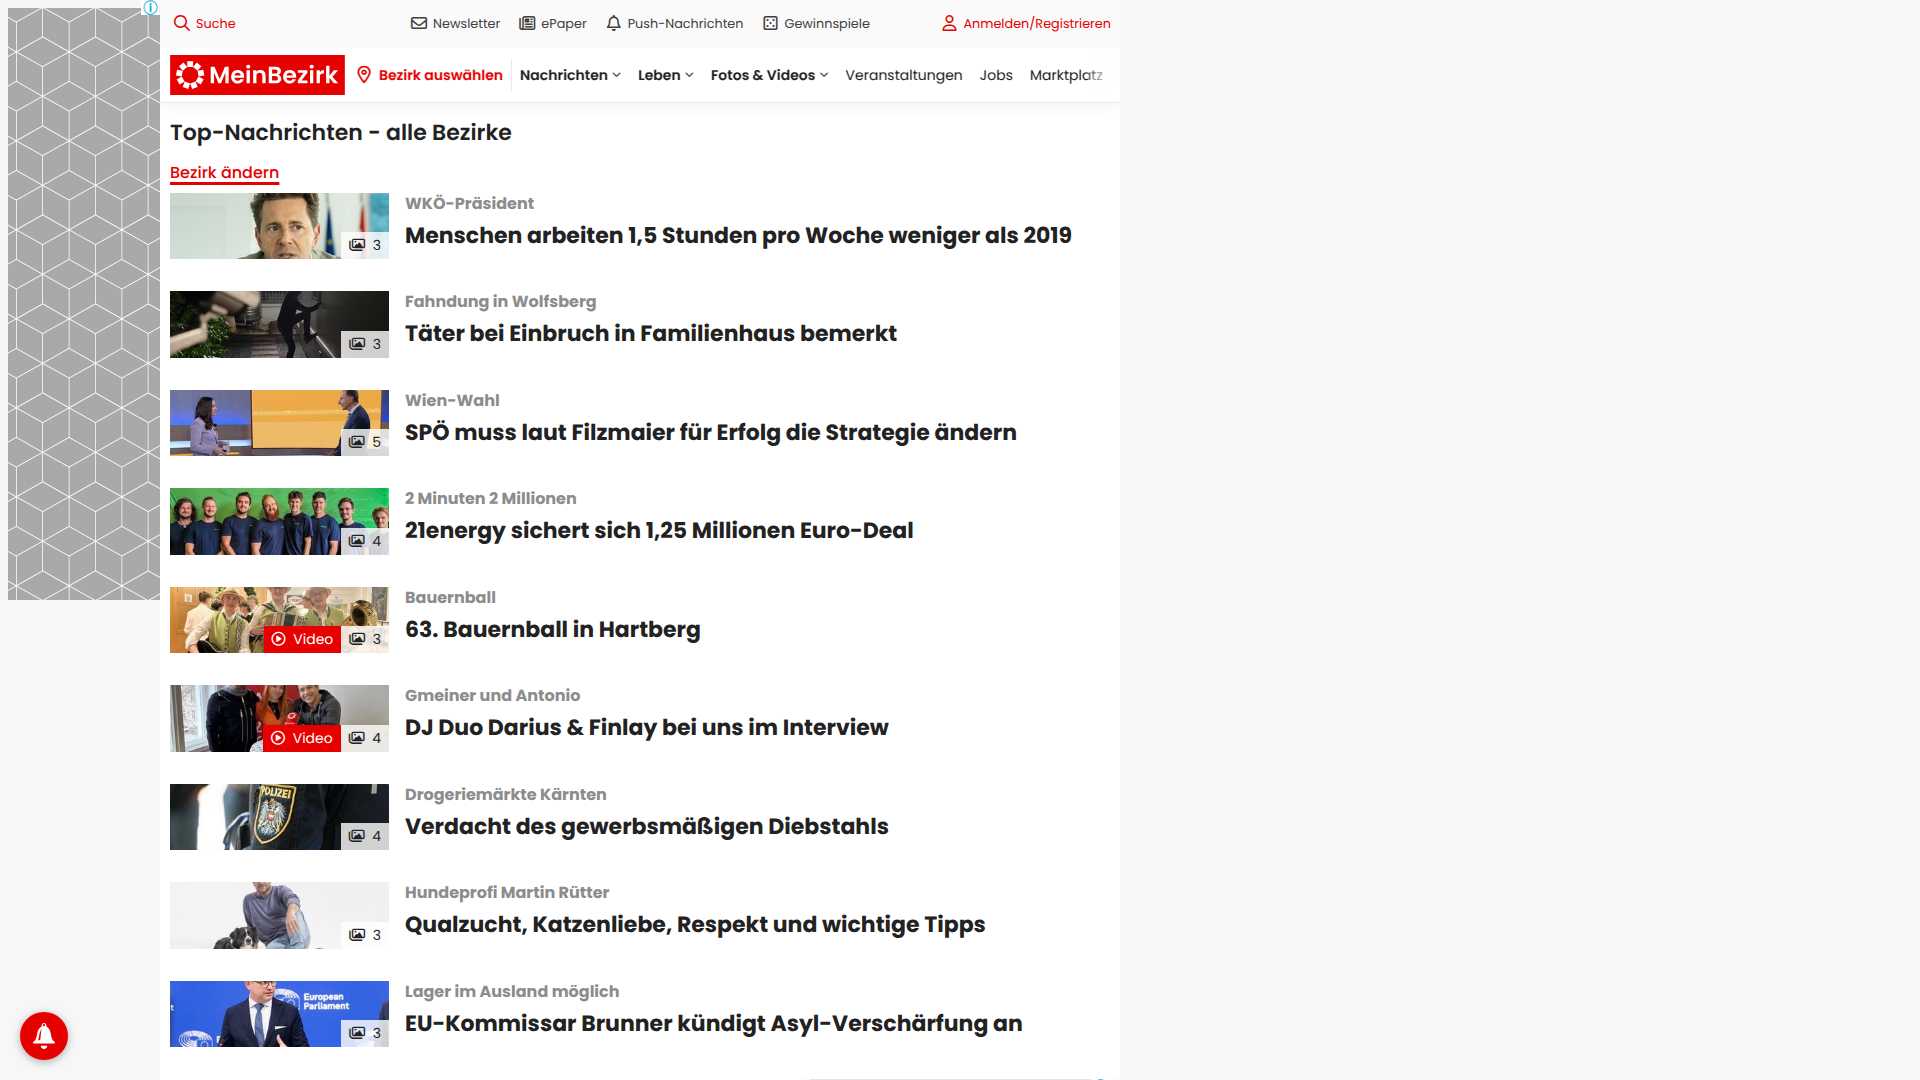 Suche
Newsletter
ePaper
Push-Nachrichten
Gewinnspiele
Anmelden/Registrieren
MeinBezirk
Bezirk auswählen
Nachrichten
Leben
Fotos & Videos
Veranstaltungen
Jobs
Marktplatz
Top-Nachrichten - alle Bezirke
Bezirk ändern
3
WKÖ-Präsident
Menschen arbeiten 1,5 Stunden pro Woche weniger als 2019
3
Fahndung in Wolfsberg
Täter bei Einbruch in Familienhaus bemerkt
5
Wien-Wahl
SPÖ muss laut Filzmaier für Erfolg die Strategie ändern
4
2 Minuten 2 Millionen
21energy sichert sich 1,25 Millionen Euro-Deal
Video 3
Bauernball
63. Bauernball in Hartberg
Video 4
Gmeiner und Antonio
DJ Duo Darius & Finlay bei uns im Interview
POLIZEI
4
Drogeriemärkte Kärnten
Verdacht des gewerbsmäßigen Diebstahls
3
Hundeprofi Martin Rütter
Qualzucht, Katzenliebe, Respekt und wichtige Tipps
European
Parliament
3
Lager im Ausland möglich
EU-Kommissar Brunner kündigt Asyl-Verschärfung an